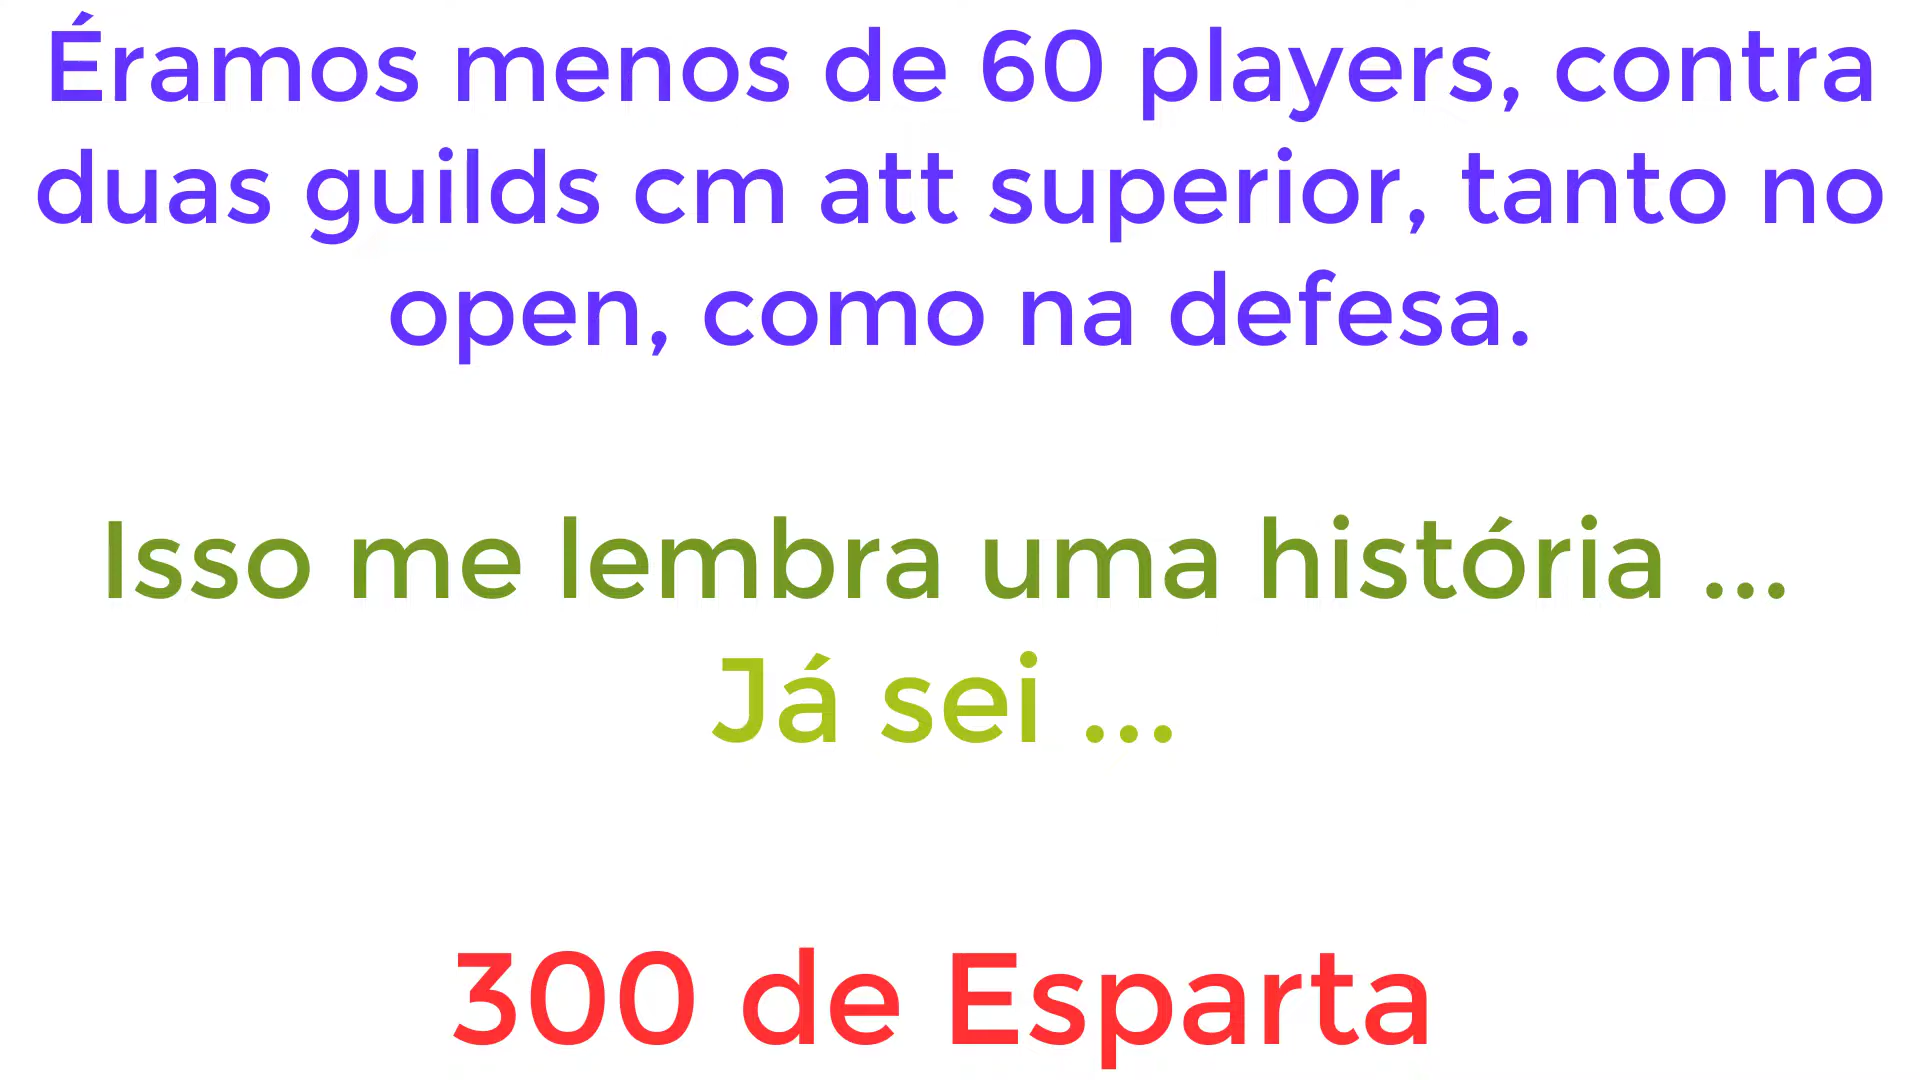 Éramos menos de 60 players, contra
duas guilds cm att superior, tanto no
open, como na defesa.
Isso me lembra uma história ...
Já sei ...
300 de Esparta